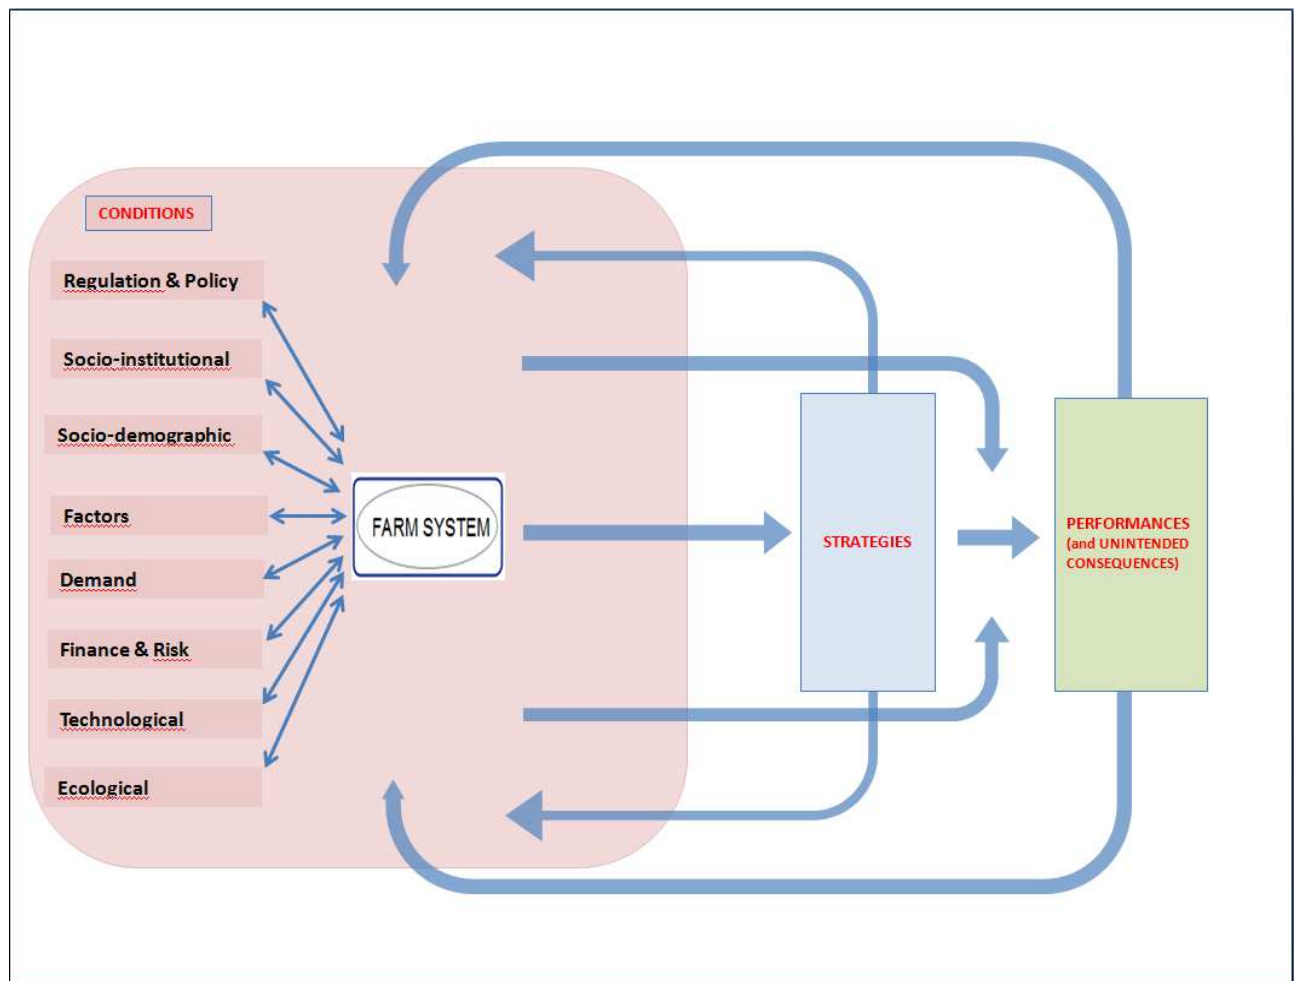 CONDITIONS
Regulation & Policy
Socio-institutional
Socio-demographic
Factors
Demand
Finance & Risk
Technological
Ecological
FARM SYSTEM
STRATEGIES
PERFORMANCES
(and UNINTENDED
CONSEQUENCES)